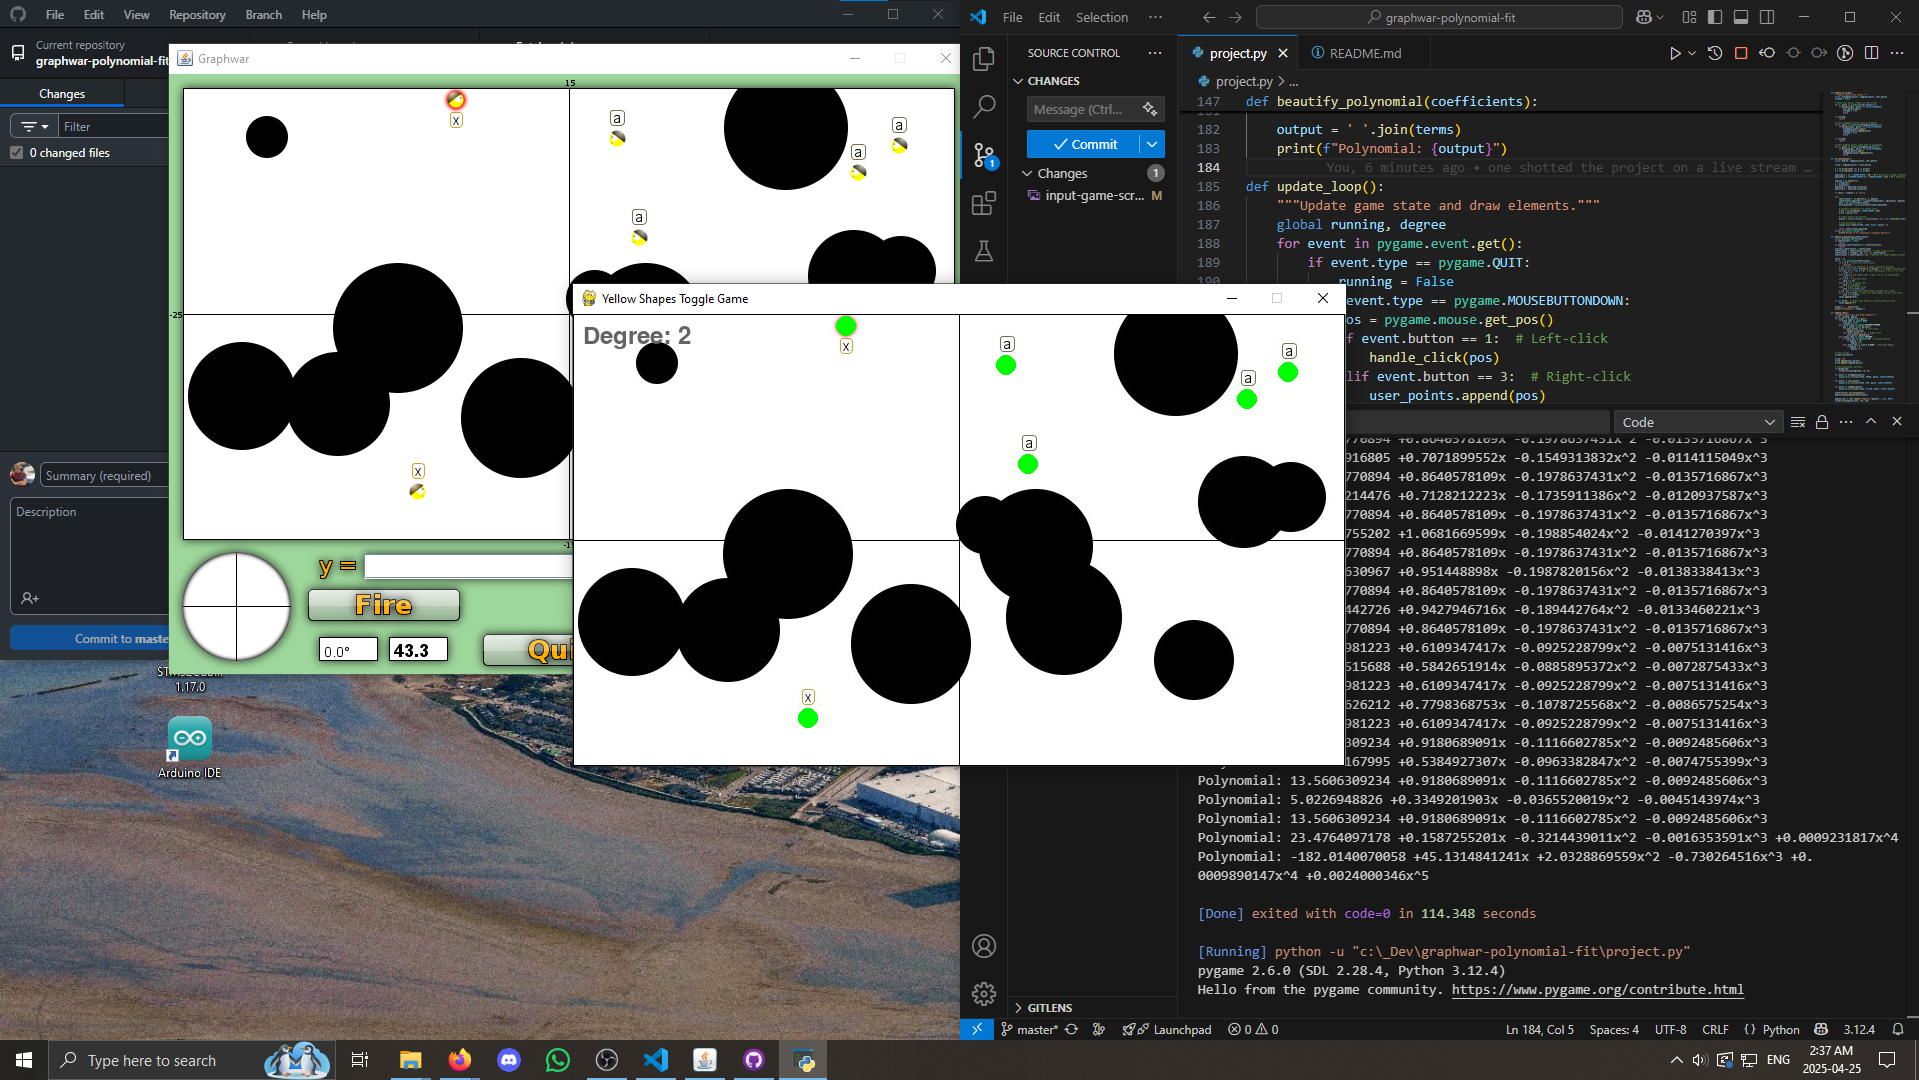 File Edit View Repository Branch Help
Current repository
graphwar-polynomial-fit
Changes
Filter
0 changed files
Summary (required)
Description
Commit to maste
1.17.0
Arduino IDE
Graphwar
15
x
a
a
a
a
-25
x
y =
Fire
0.0°
43.3
Qui
Yellow Shapes Toggle Game
Degree: 2
x
a
a
a
a
x
File Edit Selection ...
graphwar-polynomial-fit
SOURCE CONTROL
CHANGES
Message (Ctrl...
Commit
Changes 1
input-game-scr... M
GITLENS
project.py
README.md
project.py > ...
147 def beautify_polynomial(coefficients):
182 output = ' '.join(terms)
183 print(f"Polynomial: {output}")
184 You, 6 minutes ago • one shotted the project on a live stream …
185 def update_loop():
186 """Update game state and draw elements."""
187 global running, degree
188 for event in pygame.event.get():
189 if event.type == pygame.QUIT:
190 running = False
event.type == pygame.MOUSEBUTTONDOWN:
os = pygame.mouse.get_pos()
f event.button == 1:  # Left-click
handle_click(pos)
lif event.button == 3:  # Right-click
user_points.append(pos)
Code
770894 +0.8640578109x -0.1978637431x^2 -0.0135716867x^3
916805 +0.7071899552x -0.1549313832x^2 -0.0114115049x^3
770894 +0.8640578109x -0.1978637431x^2 -0.0135716867x^3
214476 +0.7128212223x -0.1735911386x^2 -0.0120937587x^3
770894 +0.8640578109x -0.1978637431x^2 -0.0135716867x^3
755202 +1.0681669599x -0.198854024x^2 -0.0141270397x^3
770894 +0.8640578109x -0.1978637431x^2 -0.0135716867x^3
630967 +0.951448898x -0.1987820156x^2 -0.0138338413x^3
770894 +0.8640578109x -0.1978637431x^2 -0.0135716867x^3
442726 +0.9427946716x -0.189442764x^2 -0.0133460221x^3
770894 +0.8640578109x -0.1978637431x^2 -0.0135716867x^3
981223 +0.6109347417x -0.0925228799x^2 -0.0075131416x^3
515688 +0.5842651914x -0.0885895372x^2 -0.0072875433x^3
981223 +0.6109347417x -0.0925228799x^2 -0.0075131416x^3
626212 +0.7798368753x -0.1078725568x^2 -0.0086575254x^3
981223 +0.6109347417x -0.0925228799x^2 -0.0075131416x^3
309234 +0.9180689091x -0.1116602785x^2 -0.0092485606x^3
167995 +0.5384927307x -0.0963382847x^2 -0.0074755399x^3
Polynomial: 13.5606309234 +0.9180689091x -0.1116602785x^2 -0.0092485606x^3
Polynomial: 5.0226948826 +0.3349201903x -0.0365520019x^2 -0.0045143974x^3
Polynomial: 13.5606309234 +0.9180689091x -0.1116602785x^2 -0.0092485606x^3
Polynomial: 23.4764097178 +0.1587255201x -0.3214439011x^2 -0.0016353591x^3 +0.0009231817x^4
Polynomial: -182.0140070058 +45.1314841241x +2.0328869559x^2 -0.730264516x^3 +0.
0009890147x^4 +0.0024000346x^5
[Done] exited with code=0 in 114.348 seconds
[Running] python -u "c:\_Dev\graphwar-polynomial-fit\project.py"
pygame 2.6.0 (SDL 2.28.4, Python 3.12.4)
Hello from the pygame community. https://www.pygame.org/contribute.html
master* Launchpad 0 0 Ln 184, Col 5 Spaces: 4 UTF-8 CRLF {} Python 3.12.4
Type here to search
ENG
2:37 AM
2025-04-25